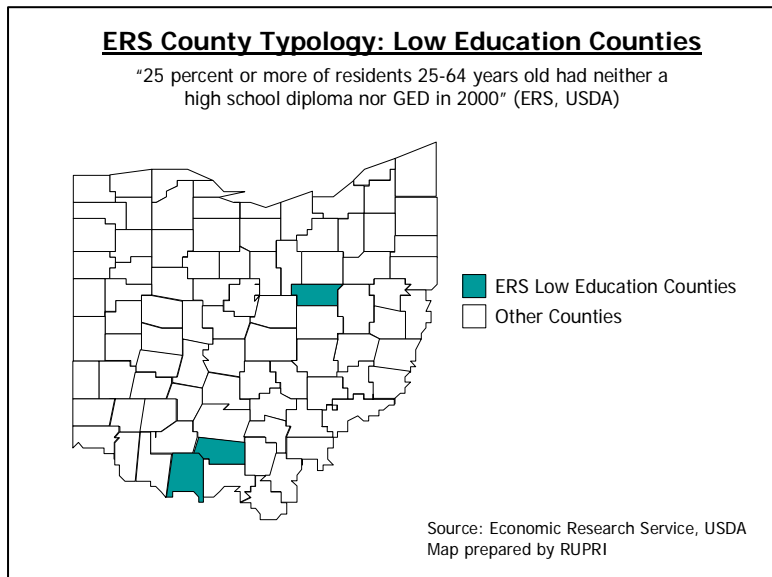 ERS County Typology: Low Education Counties
"25 percent or more of residents 25-64 years old had neither a
high school diploma nor GED in 2000" (ERS, USDA)
ERS Low Education Counties
Other Counties
Source: Economic Research Service, USDA
Map prepared by RUPRI